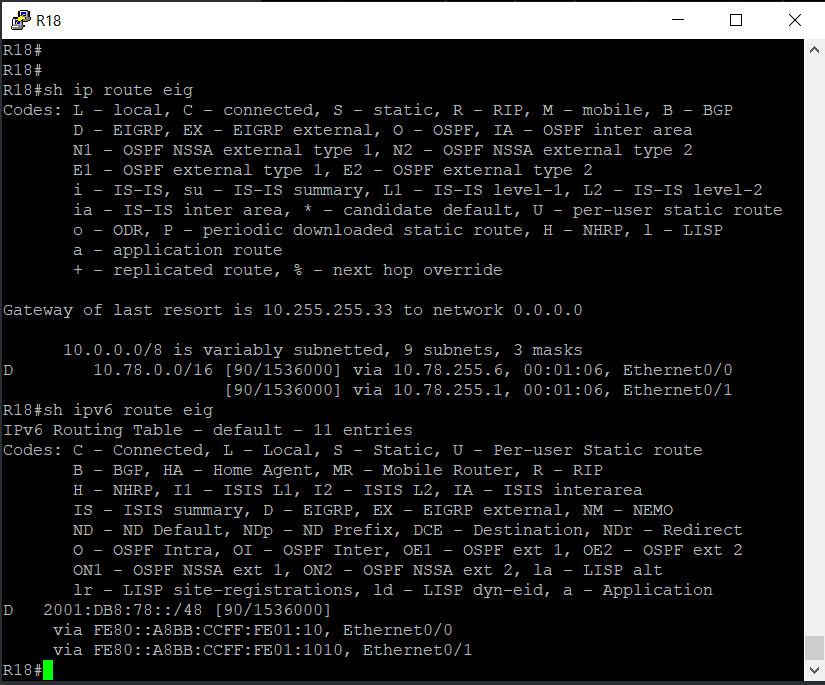 R18
R18#
R18#
R18#sh ip route eig
Codes: L - local, C - connected, S - static, R - RIP, M - mobile, B - BGP
       D - EIGRP, EX - EIGRP external, O - OSPF, IA - OSPF inter area
       N1 - OSPF NSSA external type 1, N2 - OSPF NSSA external type 2
       E1 - OSPF external type 1, E2 - OSPF external type 2
       i - IS-IS, su - IS-IS summary, L1 - IS-IS level-1, L2 - IS-IS level-2
       ia - IS-IS inter area, * - candidate default, U - per-user static route
       o - ODR, P - periodic downloaded static route, H - NHRP, l - LISP
       a - application route
       + - replicated route, % - next hop override
Gateway of last resort is 10.255.255.33 to network 0.0.0.0
      10.0.0.0/8 is variably subnetted, 9 subnets, 3 masks
D        10.78.0.0/16 [90/1536000] via 10.78.255.6, 00:01:06, Ethernet0/0
                      [90/1536000] via 10.78.255.1, 00:01:06, Ethernet0/1
R18#sh ipv6 route eig
IPv6 Routing Table - default - 11 entries
Codes: C - Connected, L - Local, S - Static, U - Per-user Static route
       B - BGP, HA - Home Agent, MR - Mobile Router, R - RIP
       H - NHRP, I1 - ISIS L1, I2 - ISIS L2, IA - ISIS interarea
       IS - ISIS summary, D - EIGRP, EX - EIGRP external, NM - NEMO
       ND - ND Default, NDp - ND Prefix, DCE - Destination, NDr - Redirect
       O - OSPF Intra, OI - OSPF Inter, OE1 - OSPF ext 1, OE2 - OSPF ext 2
       ON1 - OSPF NSSA ext 1, ON2 - OSPF NSSA ext 2, la - LISP alt
       lr - LISP site-registrations, ld - LISP dyn-eid, a - Application
D   2001:DB8:78::/48 [90/1536000]
     via FE80::A8BB:CCFF:FE01:10, Ethernet0/0
     via FE80::A8BB:CCFF:FE01:1010, Ethernet0/1
R18#